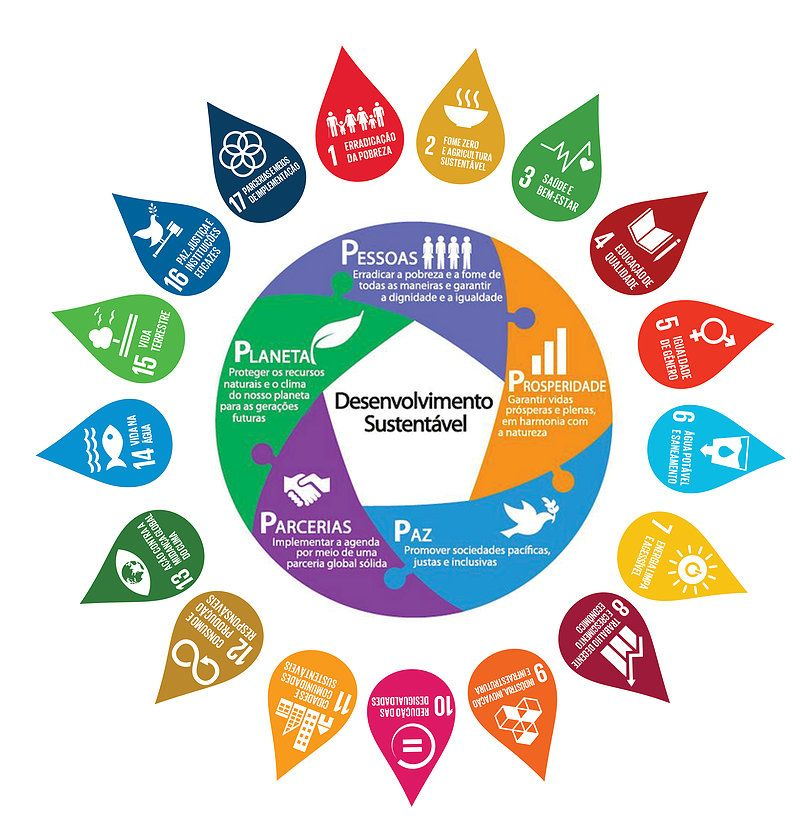 Desenvolvimento
Sustentável
PESSOAS
Erradicar a pobreza e a fome de
todas as maneiras e garantir
a dignidade e a igualdade
PROSPERIDADE
Garantir vidas
prósperas e plenas,
em harmonia com
a natureza
PAZ
Promover sociedades pacíficas,
justas e inclusivas
PARCERIAS
Implementar a agenda
por meio de uma
parceria global sólida
PLANETA
Proteger os recursos
naturais e o clima
do nosso planeta
para as gerações
futuras
1 ERRADICAÇÃO
DA POBREZA
2 FOME ZERO
E AGRICULTURA
SUSTENTÁVEL
3 SAÚDE E
BEM-ESTAR
4 EDUCAÇAO DE
QUALIDADE
5 IGUALDADE
DE GÊNERO
6 ÁGUA POTÁVEL
E SANEAMENTO
7 ENERGIA LIMPA
E ACESSÍVEL
8 TRABALHO DECENTE
E CRESCIMENTO
ECONÔMICO
9 INDÚSTRIA, INOVAÇÃO
E INFRAESTRUTURA
10 REDUÇÃO DAS
DESIGUALDADES
11 CIDADES E
COMUNIDADES
SUSTENTÁVEIS
12 CONSUMO E
PRODUÇÃO
RESPONSÁVEIS
13 AÇÃO CONTRA A
MUDANÇA GLOBAL
DO CLIMA
14 VIDA NA
ÁGUA
15 VIDA
TERRESTRE
16 PAZ, JUSTIÇA E
INSTITUIÇÕES
EFICAZES
17 PARCERIAS E MEIOS
DE IMPLEMENTAÇÃO